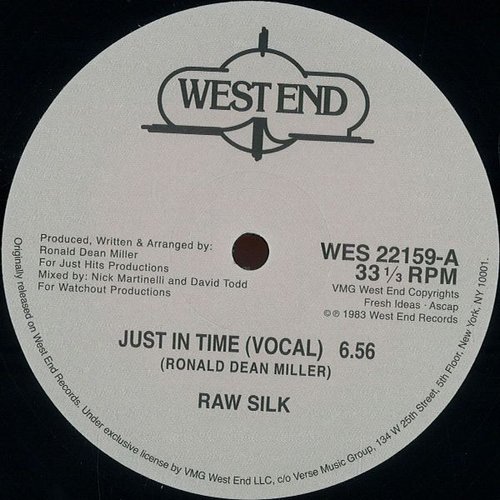 WEST END
Produced, Written & Arranged by:
Ronald Dean Miller
For Just Hits Productions
Mixed by: Nick Martinelli and David Todd
For Watchout Productions
WES 22159-A
33 ⅓ RPM
VMG West End Copyrights
Fresh Ideas · Ascap
©℗ 1983 West End Records
JUST IN TIME (VOCAL) 6.56
(RONALD DEAN MILLER)
RAW SILK
Originally released on West End Records. Under exclusive license by VMG West End LLC, c/o Verse Music Group, 134 W 25th Street, 5th Floor, New York, NY 10001.